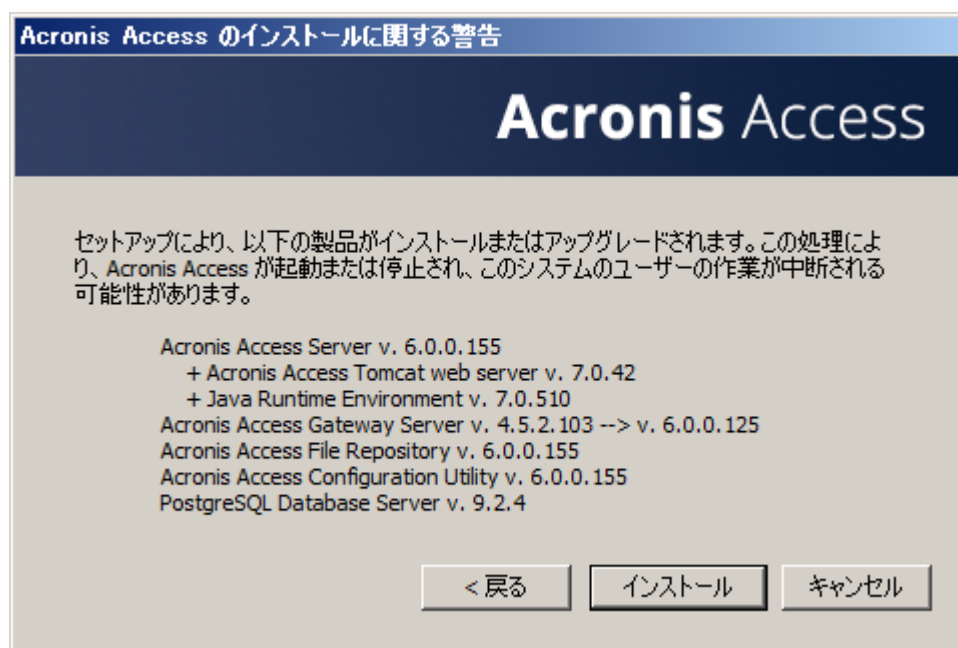 Acronis Access のインストールに関する警告
Acronis Access
セットアップにより、以下の製品がインストールまたはアップグレードされます。この処理によ
り、Acronis Access が起動または停止され、このシステムのユーザーの作業が中断される
可能性があります。
Acronis Access Server v. 6.0.0.155
+ Acronis Access Tomcat web server v. 7.0.42
+ Java Runtime Environment v. 7.0.510
Acronis Access Gateway Server v. 4.5.2.103 --> v. 6.0.0.125
Acronis Access File Repository v. 6.0.0.155
Acronis Access Configuration Utility v. 6.0.0.155
PostgreSQL Database Server v. 9.2.4
< 戻る インストール キャンセル